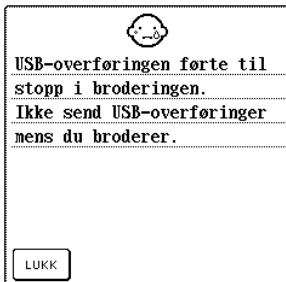 USB-overføringen førte til
stopp i broderingen.
Ikke send USB-overføringer
mens du broderer.
LUKK